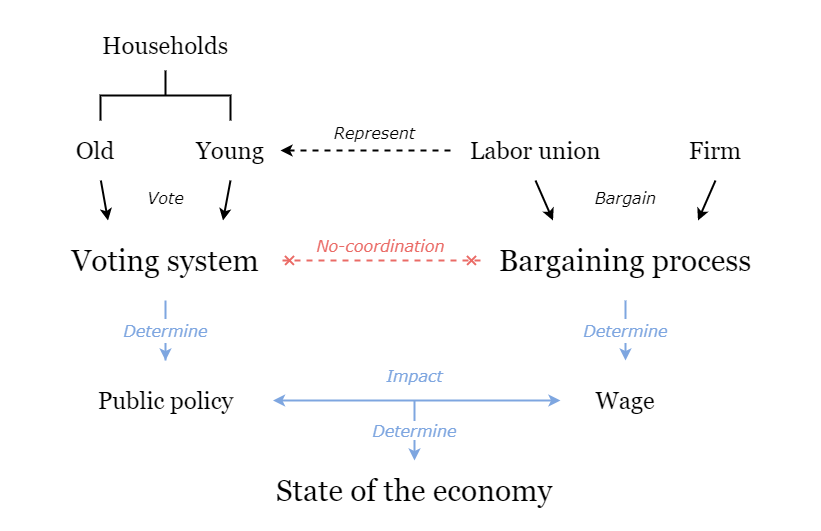 Households
Represent
Old
Young
Labor union
Firm
Vote
Bargain
No-coordination
Voting system
Bargaining process
Determine
Determine
Impact
Public policy
Wage
Determine
State of the economy